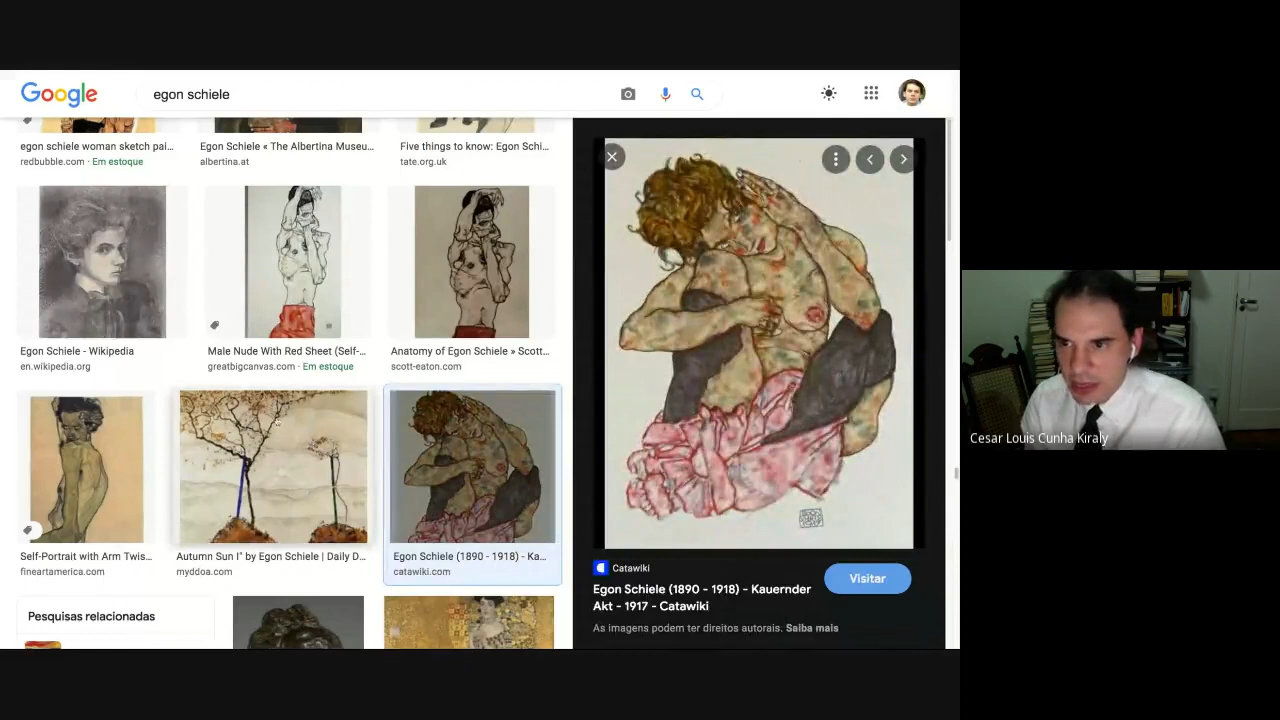 Google
egon schiele
egon schiele woman sketch pai...
redbubble.com · Em estoque
Egon Schiele « The Albertina Museu...
albertina.at
Five things to know: Egon Schi...
tate.org.uk
Egon Schiele - Wikipedia
en.wikipedia.org
Male Nude With Red Sheet (Self-...
greatbigcanvas.com · Em estoque
Anatomy of Egon Schiele » Scott...
scott-eaton.com
Self-Portrait with Arm Twis...
fineartamerica.com
Autumn Sun I" by Egon Schiele | Daily D...
myddoa.com
Egon Schiele (1890 - 1918) - Ka...
catawiki.com
Pesquisas relacionadas
Catawiki
Egon Schiele (1890 - 1918) - Kauernder
Akt - 1917 - Catawiki
Visitar
As imagens podem ter direitos autorais. Saiba mais
Cesar Louis Cunha Kiraly